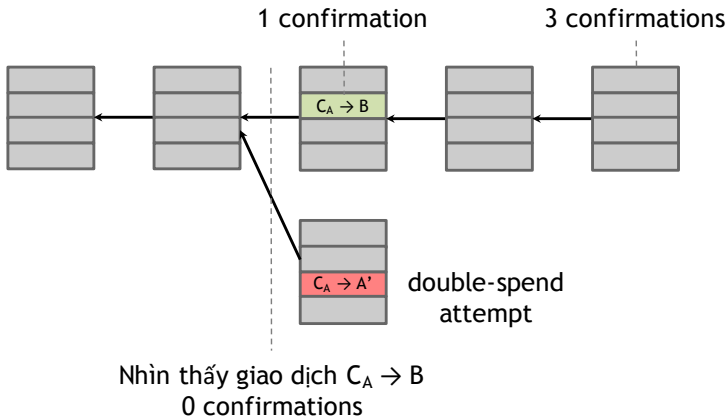 1 confirmation
3 confirmations
C_A → B
C_A → A'
double-spend
attempt
Nhìn thấy giao dịch C_A → B
0 confirmations